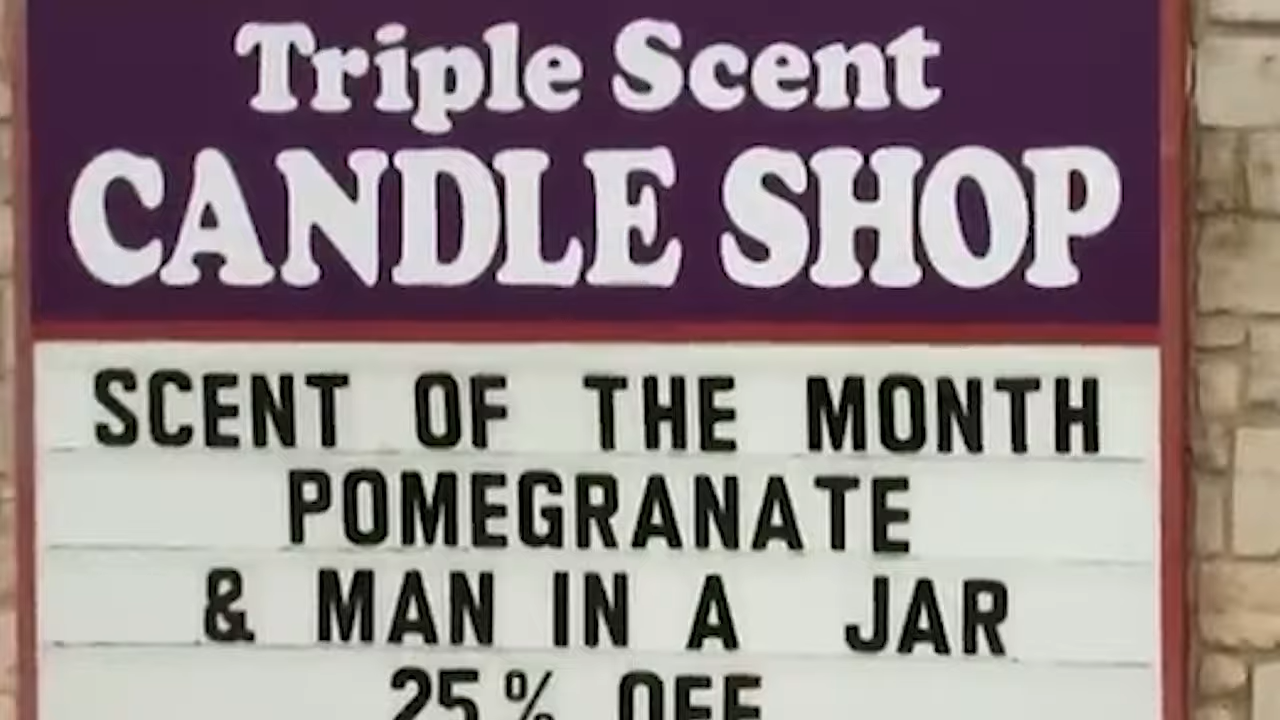 Triple Scent
CANDLE SHOP
SCENT OF THE MONTH
POMEGRANATE
& MAN IN A JAR
25% OFF